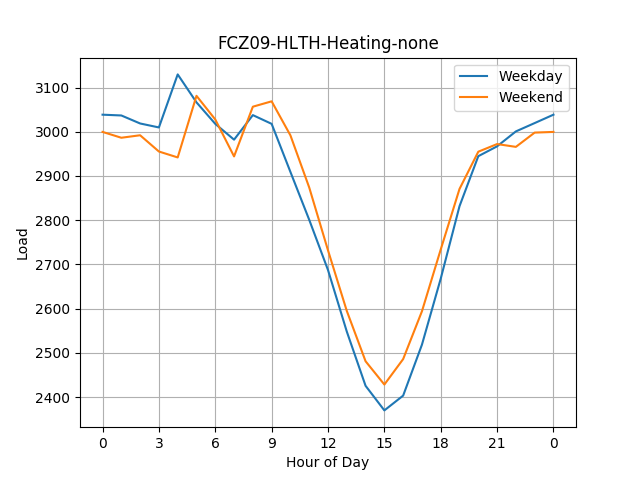 FCZ09-HLTH-Heating-none
Weekday
Weekend
3100
3000
2900
2800
2700
2600
2500
2400
Load
0 3 6 9 12 15 18 21 0
Hour of Day